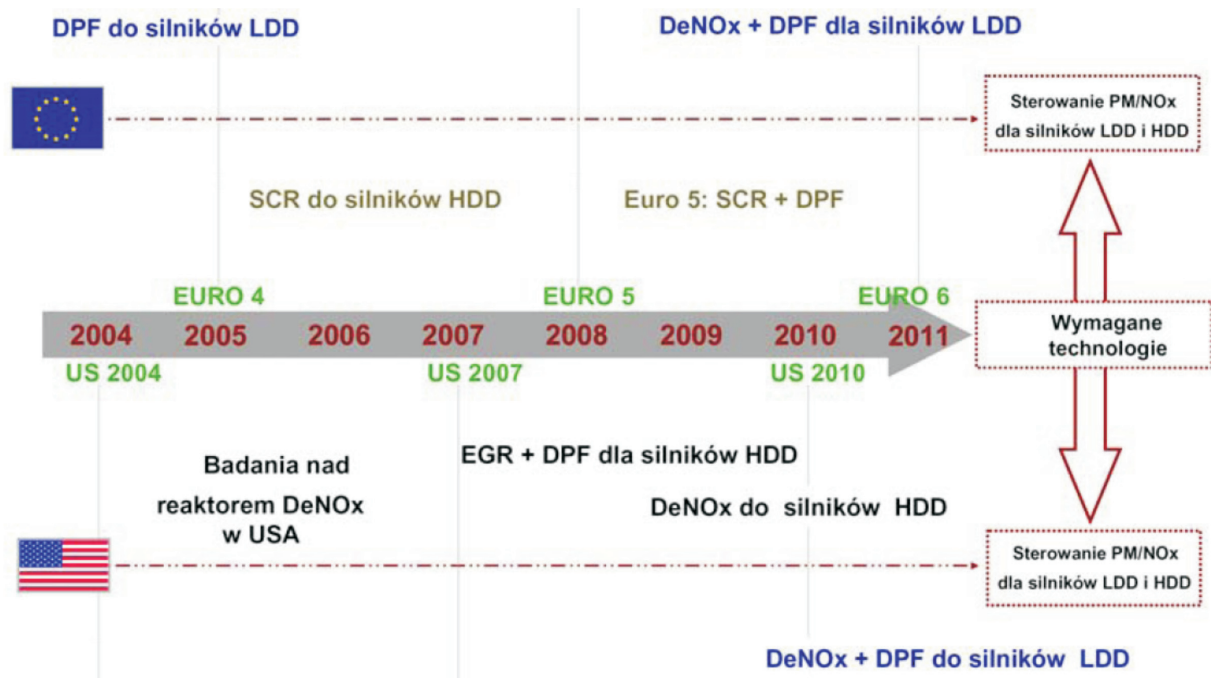 DPF do silników LDD
DeNOx + DPF dla silników LDD
Sterowanie PM/NOx
dla silników LDD i HDD
SCR do silników HDD
Euro 5: SCR + DPF
EURO 4
EURO 5
EURO 6
2004
2005
2006
2007
2008
2009
2010
2011
Wymagane
technologie
US 2004
US 2007
US 2010
Badania nad
reaktorem DeNOx
w USA
EGR + DPF dla silników HDD
DeNOx do silników HDD
Sterowanie PM/NOx
dla silników LDD i HDD
DeNOx + DPF do silników LDD